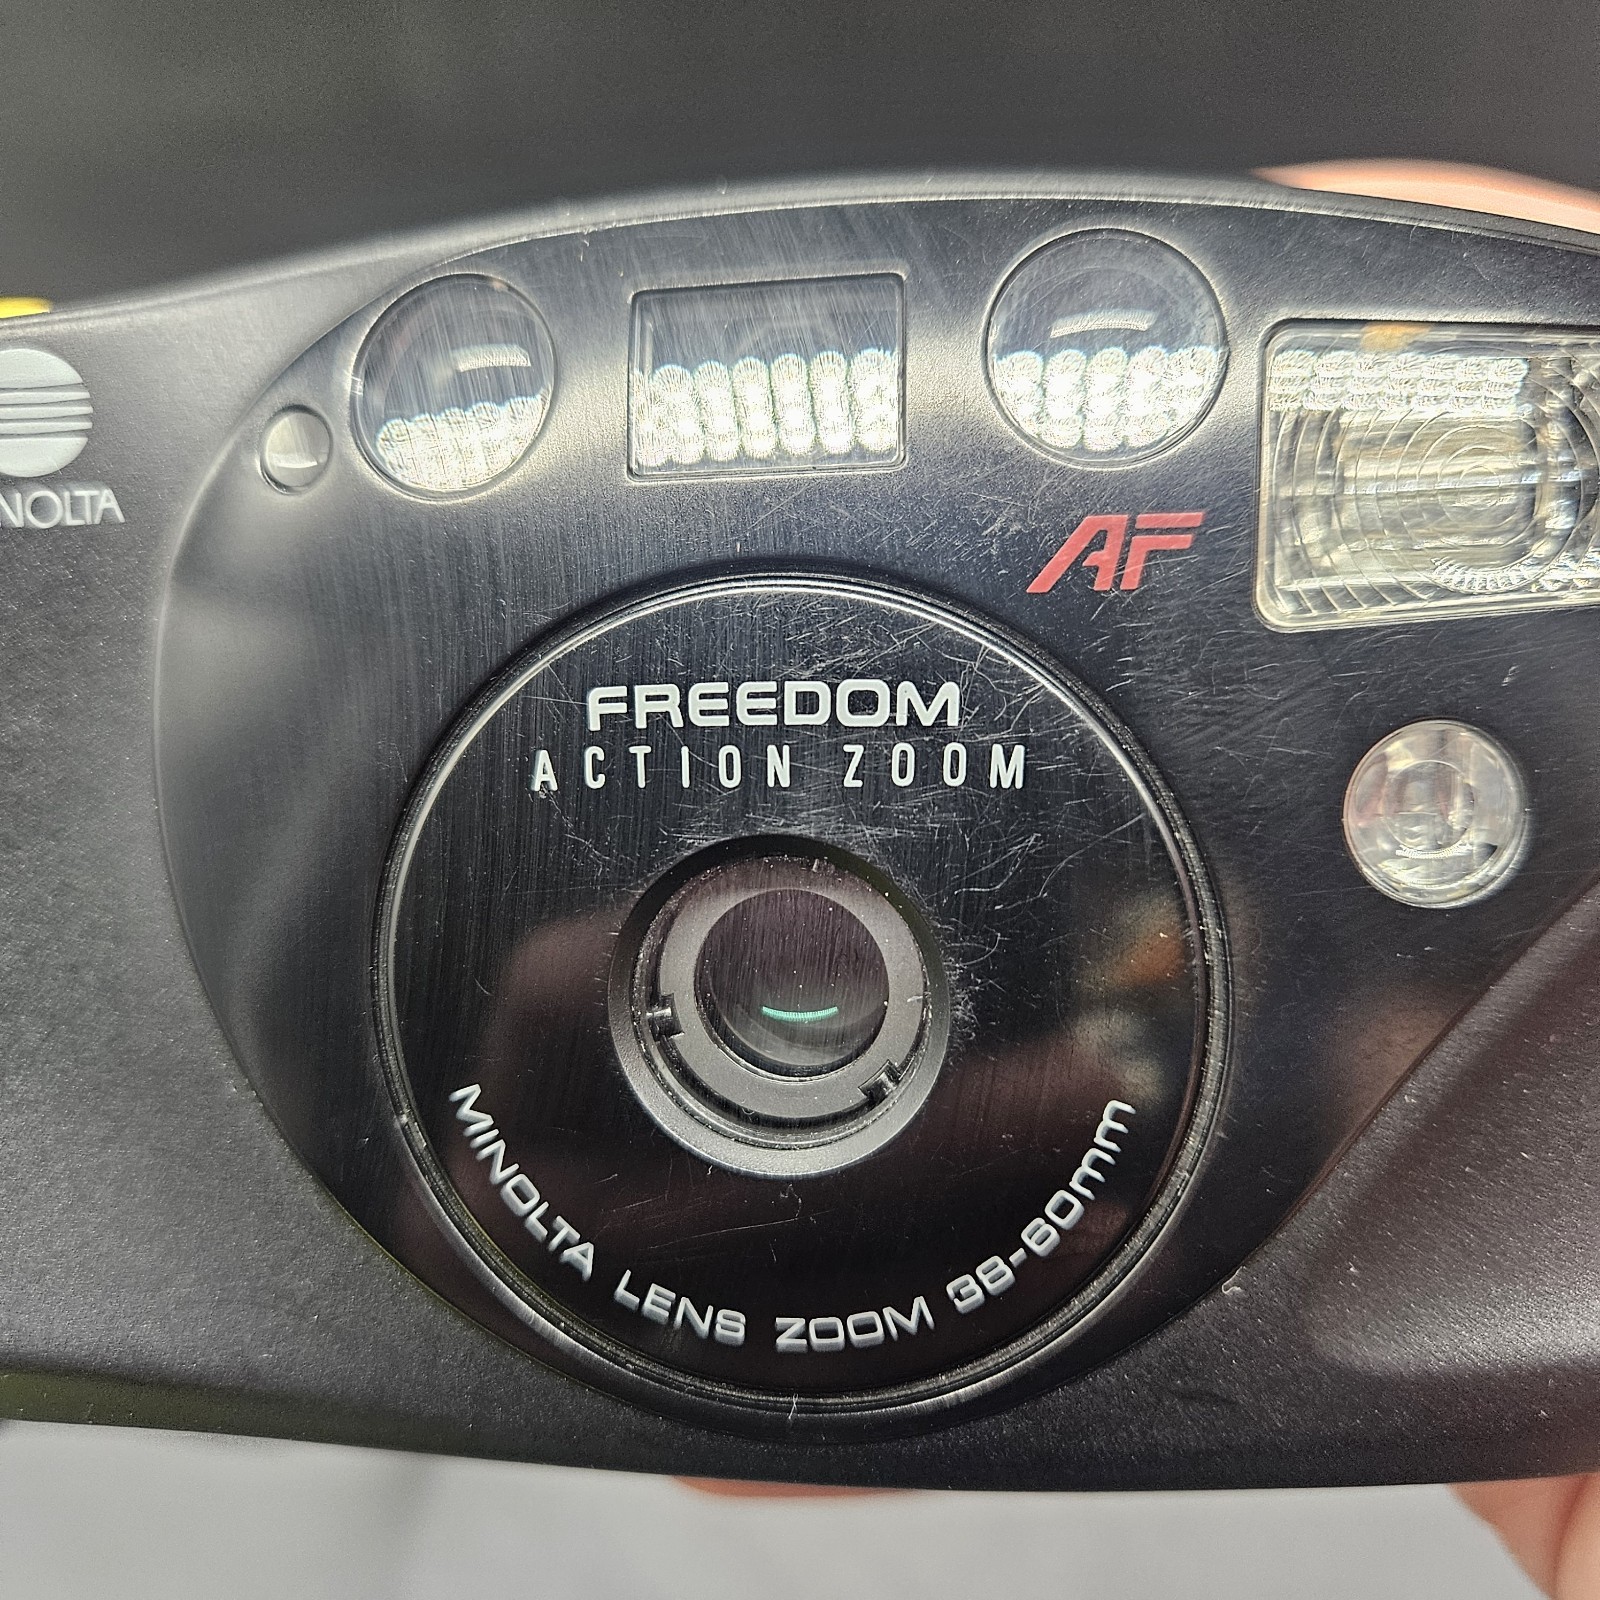 NOLTA
AF
FREEDOM
ACTION ZOOM
MINOLTA LENS ZOOM 38-60mm